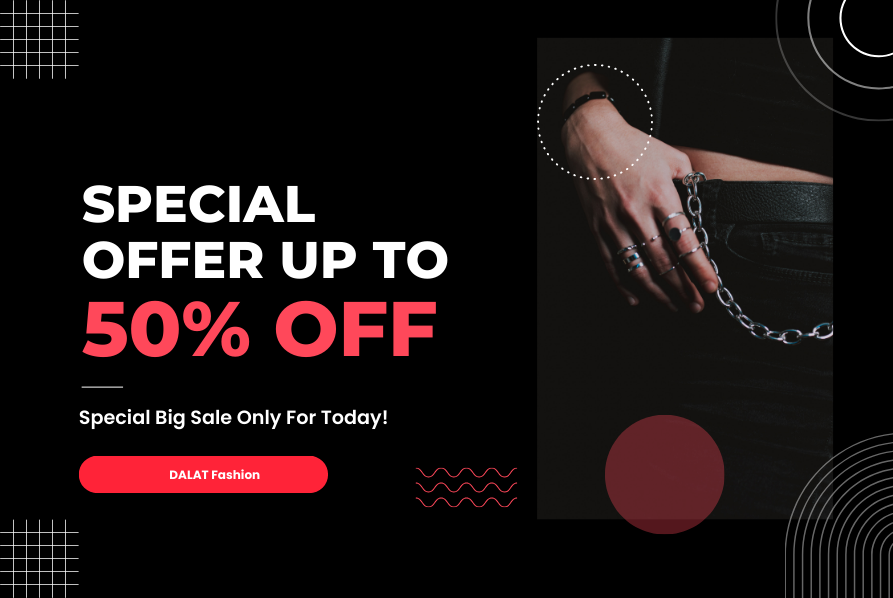 SPECIAL
OFFER UP TO
50% OFF
Special Big Sale Only For Today!
DALAT Fashion